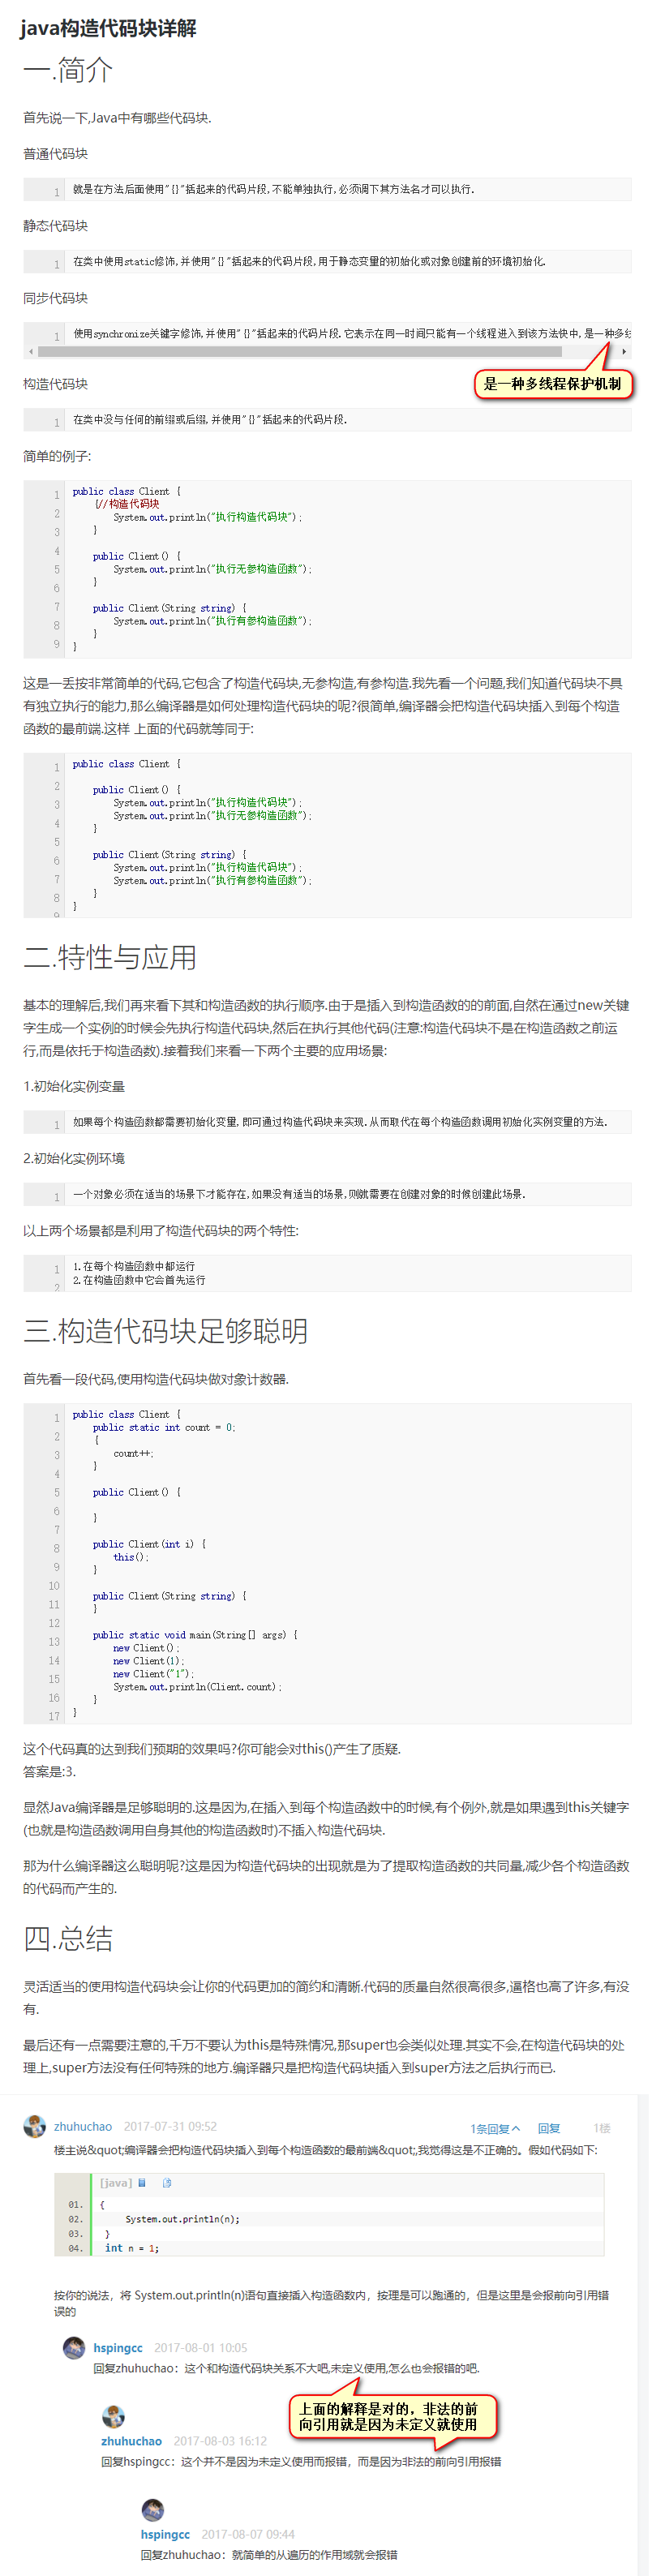 java构造代码块详解
一.简介
首先说一下,Java中有哪些代码块.
普通代码块
1 就是在方法后面使用"{}"括起来的代码片段,不能单独执行,必须调下其方法名才可以执行.
静态代码块
1 在类中使用static修饰,并使用"{}"括起来的代码片段,用于静态变量的初始化或对象创建前的环境初始化.
同步代码块
1 使用synchronize关键字修饰,并使用"{}"括起来的代码片段.它表示在同一时间只能有一个线程进入到该方法快中,是一种多线
是一种多线程保护机制
构造代码块
1 在类中没与任何的前缀或后缀,并使用"{}"括起来的代码片段.
简单的例子:
1 public class Client {
2 {//构造代码块
3 System.out.println("执行构造代码块");
4 }
5 public Client() {
6 System.out.println("执行无参构造函数");
7 }
8 public Client(String string) {
9 System.out.println("执行有参构造函数");
}
}
这是一丢按非常简单的代码,它包含了构造代码块,无参构造,有参构造.我先看一个问题,我们知道代码块不具
有独立执行的能力,那么编译器是如何处理构造代码块的呢?很简单,编译器会把构造代码块插入到每个构造
函数的最前端.这样 上面的代码就等同于:
1 public class Client {
2 public Client() {
3 System.out.println("执行构造代码块");
4 System.out.println("执行无参构造函数");
5 }
6 public Client(String string) {
7 System.out.println("执行构造代码块");
8 System.out.println("执行有参构造函数");
9 }
}
二.特性与应用
基本的理解后,我们再来看下其和构造函数的执行顺序.由于是插入到构造函数的的前面,自然在通过new关键
字生成一个实例的时候会先执行构造代码块,然后在执行其他代码(注意:构造代码块不是在构造函数之前运
行,而是依托于构造函数).接着我们来看一下两个主要的应用场景:
1.初始化实例变量
1 如果每个构造函数都需要初始化变量,即可通过构造代码块来实现.从而取代在每个构造函数调用初始化实例变量的方法.
2.初始化实例环境
1 一个对象必须在适当的场景下才能存在,如果没有适当的场景,则就需要在创建对象的时候创建此场景.
以上两个场景都是利用了构造代码块的两个特性:
1 1.在每个构造函数中都运行
2 2.在构造函数中它会首先运行
三.构造代码块足够聪明
首先看一段代码,使用构造代码块做对象计数器.
1 public class Client {
2 public static int count = 0;
3 {
4 count++;
5 }
6 public Client() {
7 }
8 public Client(int i) {
9 this();
10 }
11 public Client(String string) {
12 }
13 public static void main(String[] args) {
14 new Client();
15 new Client(1);
16 new Client("1");
17 System.out.println(Client.count);
}
}
这个代码真的达到我们预期的效果吗?你可能会对this()产生了质疑.
答案是:3.
显然Java编译器是足够聪明的.这是因为,在插入到每个构造函数中的时候,有个例外,就是如果遇到this关键字
(也就是构造函数调用自身其他的构造函数时)不插入构造代码块.
那为什么编译器这么聪明呢?这是因为构造代码块的出现就是为了提取构造函数的共同量,减少各个构造函数
的代码而产生的.
四.总结
灵活适当的使用构造代码块会让你的代码更加的简约和清晰.代码的质量自然很高很多,逼格也高了许多,有没
有.
最后还有一点需要注意的,千万不要认为this是特殊情况,那super也会类似处理.其实不会,在构造代码块的处
理上,super方法没有任何特殊的地方.编译器只是把构造代码块插入到super方法之后执行而已.
zhuhuchao 2017-07-31 09:52 1条回复 回复 1楼
楼主说&quot;编译器会把构造代码块插入到每个构造函数的最前端&quot;,我觉得这是不正确的。假如代码如下:
[java]
01. {
02. System.out.println(n);
03. }
04. int n = 1;
按你的说法，将 System.out.println(n)语句直接插入构造函数内，按理是可以跑通的，但是这里是会报前向引用错
误的
hspingcc 2017-08-01 10:05
回复zhuhuchao：这个和构造代码块关系不大吧,未定义使用,怎么也会报错的吧.
上面的解释是对的，非法的前
向引用就是因为未定义就使用
zhuhuchao 2017-08-03 16:12
回复hspingcc：这个并不是因为未定义使用而报错，而是因为非法的前向引用报错
hspingcc 2017-08-07 09:44
回复zhuhuchao：就简单的从遍历的作用域就会报错